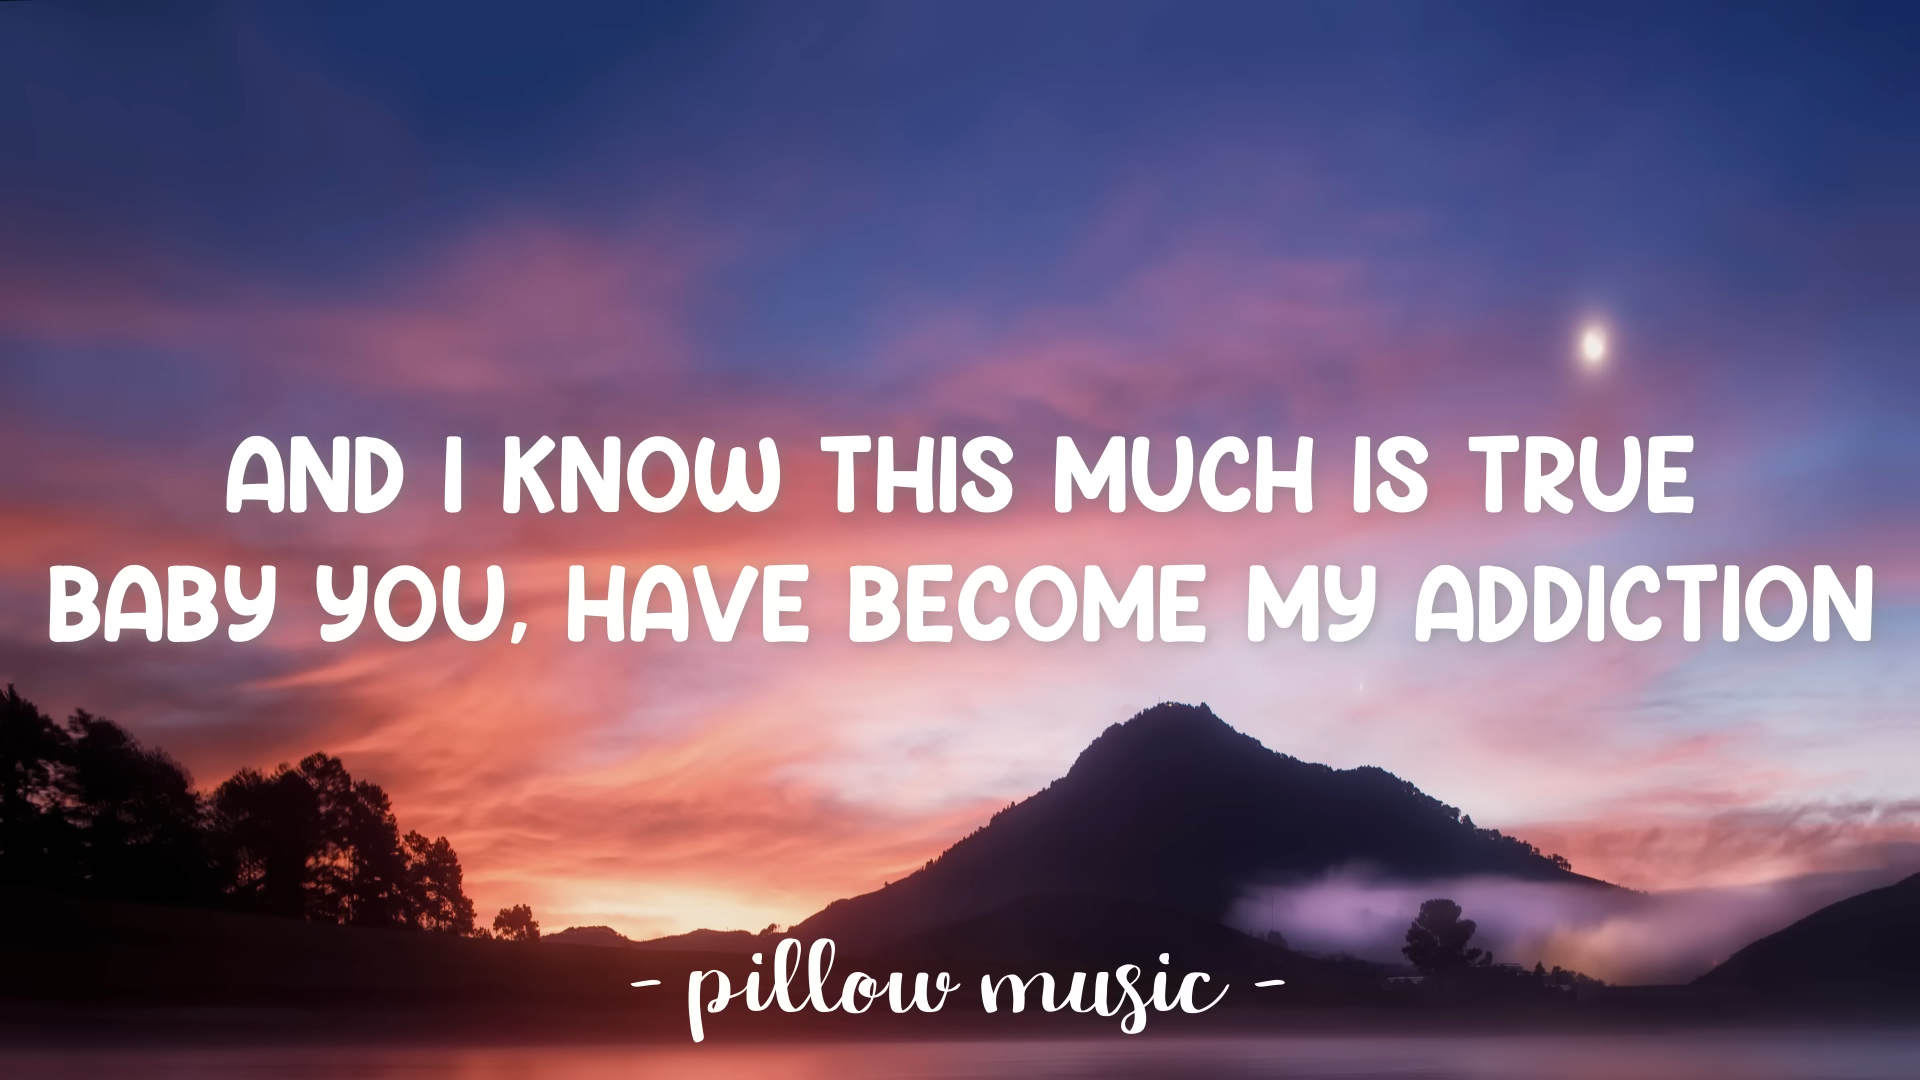 AND I KNOW THIS MUCH IS TRUE
BABY YOU, HAVE BECOME MY ADDICTION
- pillow music -